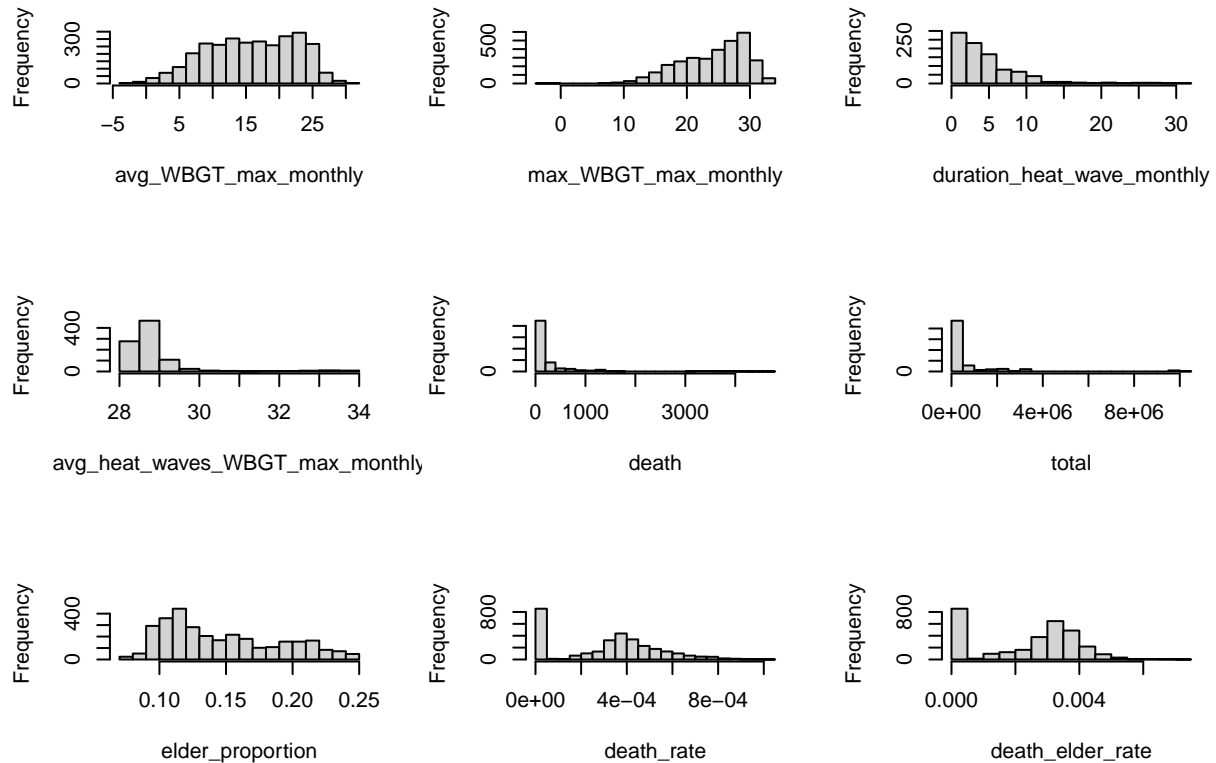 Frequency
0 300
−5 5 15 25
avg_WBGT_max_monthly
Frequency
0 500
0 10 20 30
max_WBGT_max_monthly
Frequency
0 250
0 5 10 20 30
duration_heat_wave_monthly
Frequency
0 400
28 30 32 34
avg_heat_waves_WBGT_max_monthly
Frequency
0
0 1000 3000
death
Frequency
0
0e+00 4e+06 8e+06
total
Frequency
0 400
0.10 0.15 0.20 0.25
elder_proportion
Frequency
0 800
0e+00 4e−04 8e−04
death_rate
Frequency
0 800
0.000 0.004
death_elder_rate